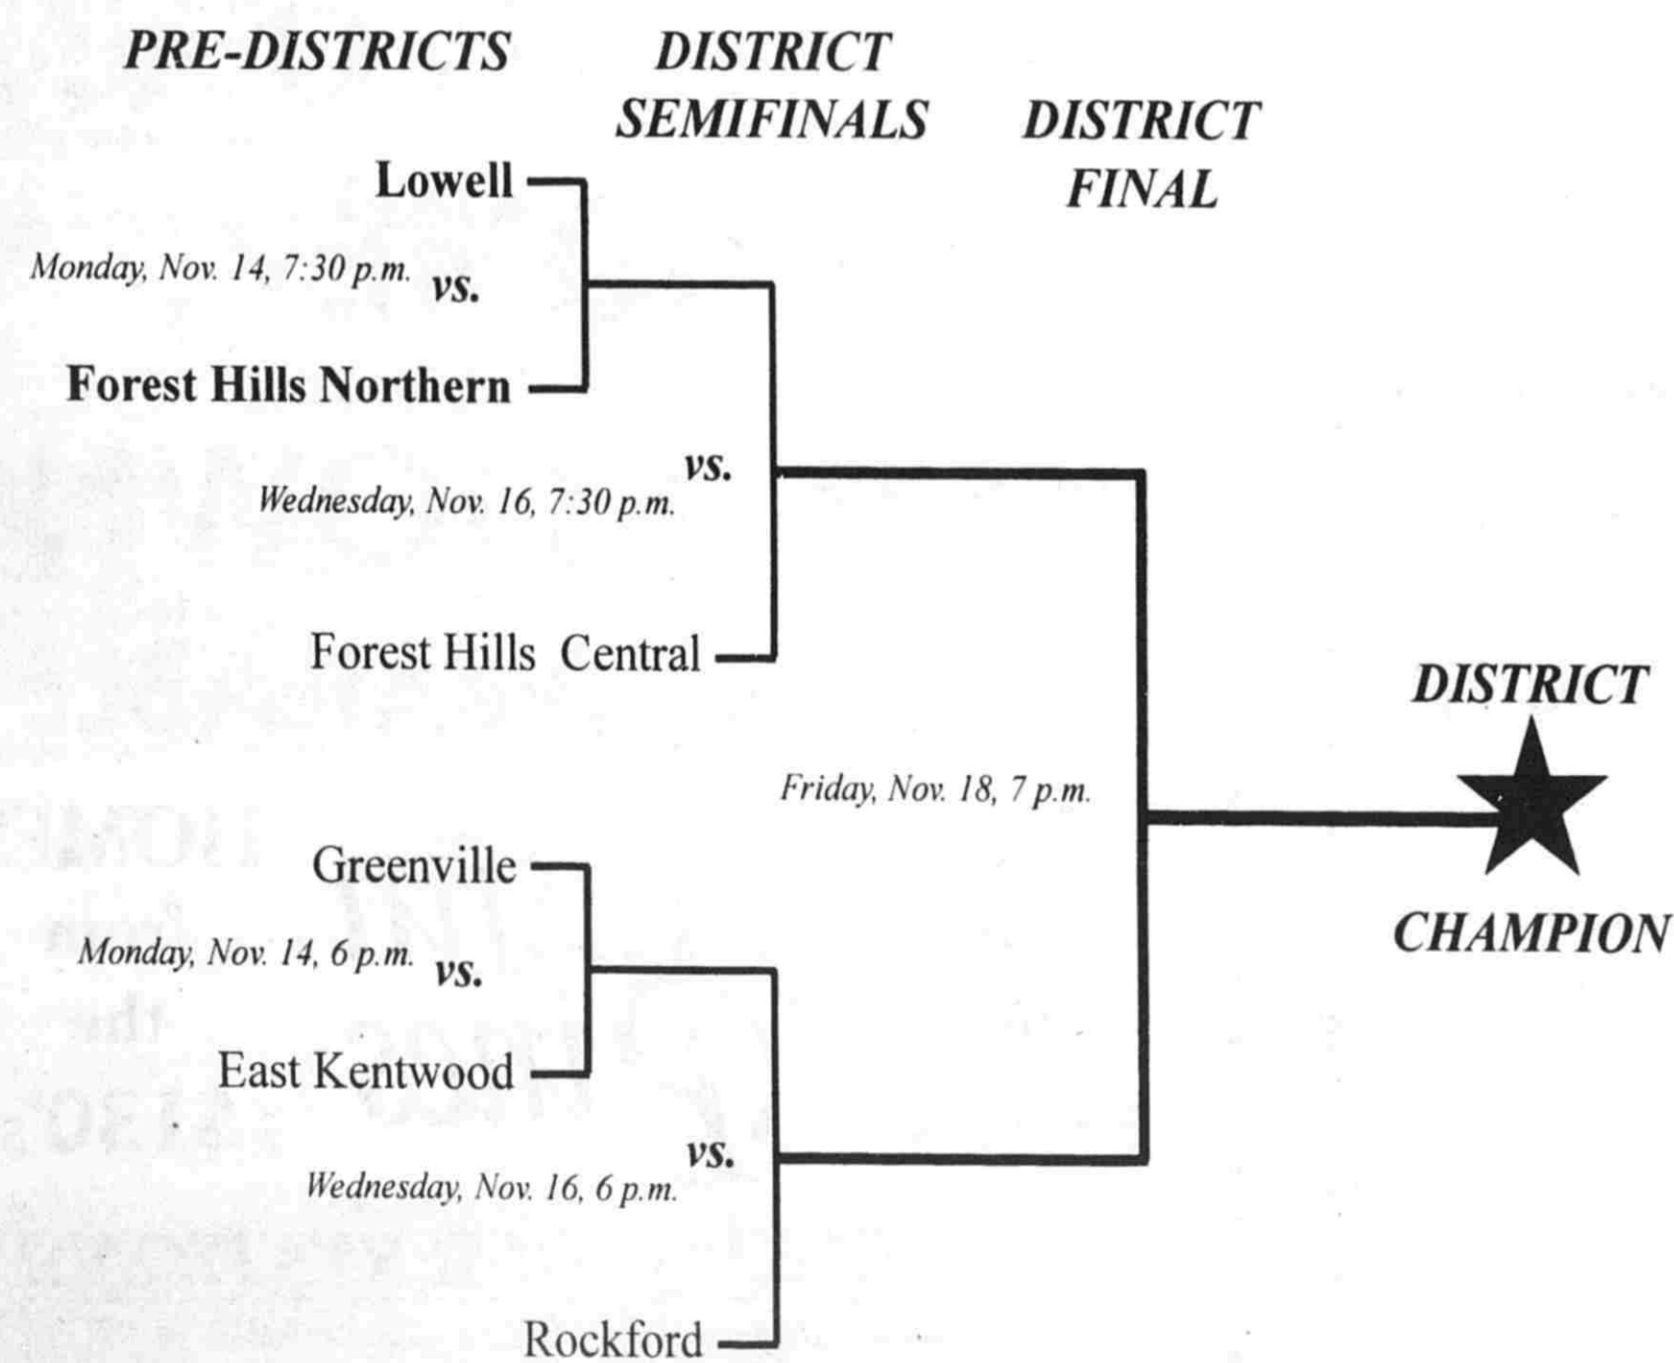 PRE-DISTRICTS
DISTRICT
SEMIFINALS
DISTRICT
FINAL
Lowell
Monday, Nov. 14, 7:30 p.m.
vs.
Forest Hills Northern
vs.
Wednesday, Nov. 16, 7:30 p.m.
Forest Hills Central
Friday, Nov. 18, 7 p.m.
DISTRICT
CHAMPION
Greenville
Monday, Nov. 14, 6 p.m.
vs.
East Kentwood
vs.
Wednesday, Nov. 16, 6 p.m.
Rockford